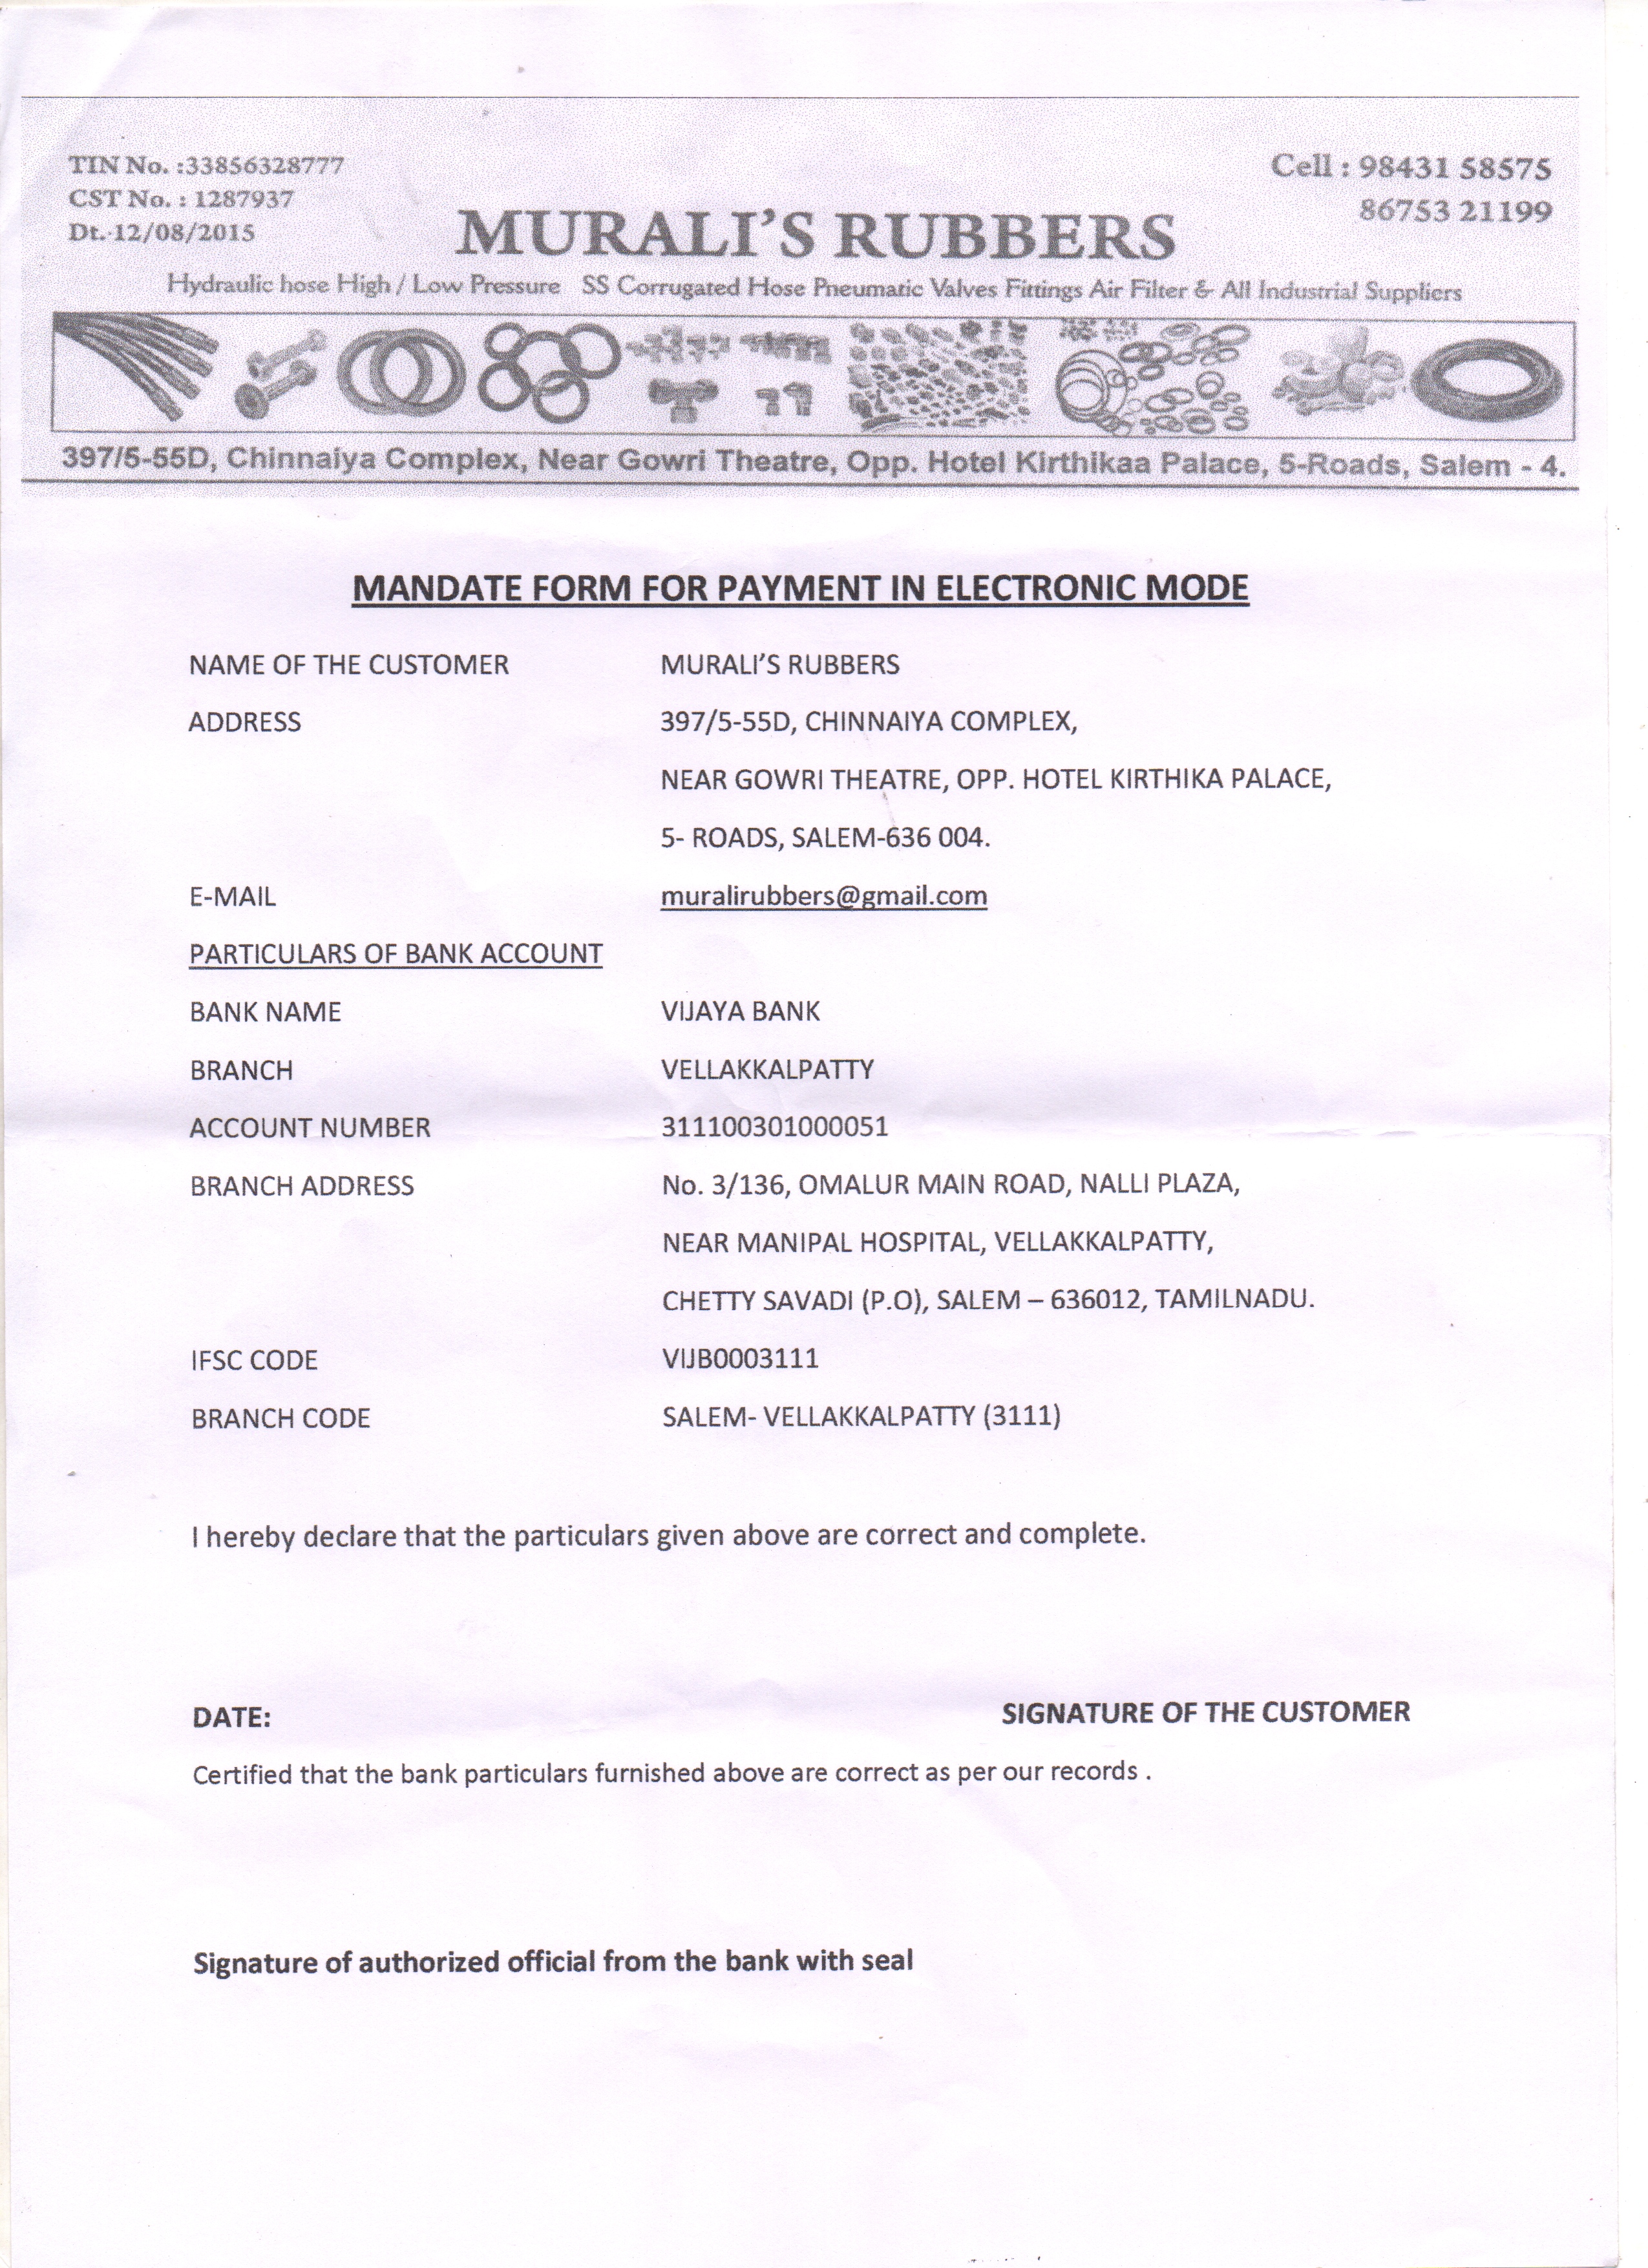 TIN No. :33856328777
CST No. : 1287937
Dt. 12/08/2015
Cell : 98431 58575
86753 21199
MURALI'S RUBBERS
Hydraulic hose High / Low Pressure SS Corrugated Hose Pneumatic Valves Fittings Air Filter & All Industrial Suppliers
397/5-55D, Chinnaiya Complex, Near Gowri Theatre, Opp. Hotel Kirthikaa Palace, 5-Roads, Salem - 4.
MANDATE FORM FOR PAYMENT IN ELECTRONIC MODE
NAME OF THE CUSTOMER MURALI'S RUBBERS
ADDRESS 397/5-55D, CHINNAIYA COMPLEX,
NEAR GOWRI THEATRE, OPP. HOTEL KIRTHIKA PALACE,
5- ROADS, SALEM-636 004.
E-MAIL muralirubbers@gmail.com
PARTICULARS OF BANK ACCOUNT
BANK NAME VIJAYA BANK
BRANCH VELLAKKALPATTY
ACCOUNT NUMBER 311100301000051
BRANCH ADDRESS No. 3/136, OMALUR MAIN ROAD, NALLI PLAZA,
NEAR MANIPAL HOSPITAL, VELLAKKALPATTY,
CHETTY SAVADI (P.O), SALEM – 636012, TAMILNADU.
IFSC CODE VIJB0003111
BRANCH CODE SALEM- VELLAKKALPATTY (3111)
I hereby declare that the particulars given above are correct and complete.
DATE: SIGNATURE OF THE CUSTOMER
Certified that the bank particulars furnished above are correct as per our records .
Signature of authorized official from the bank with seal